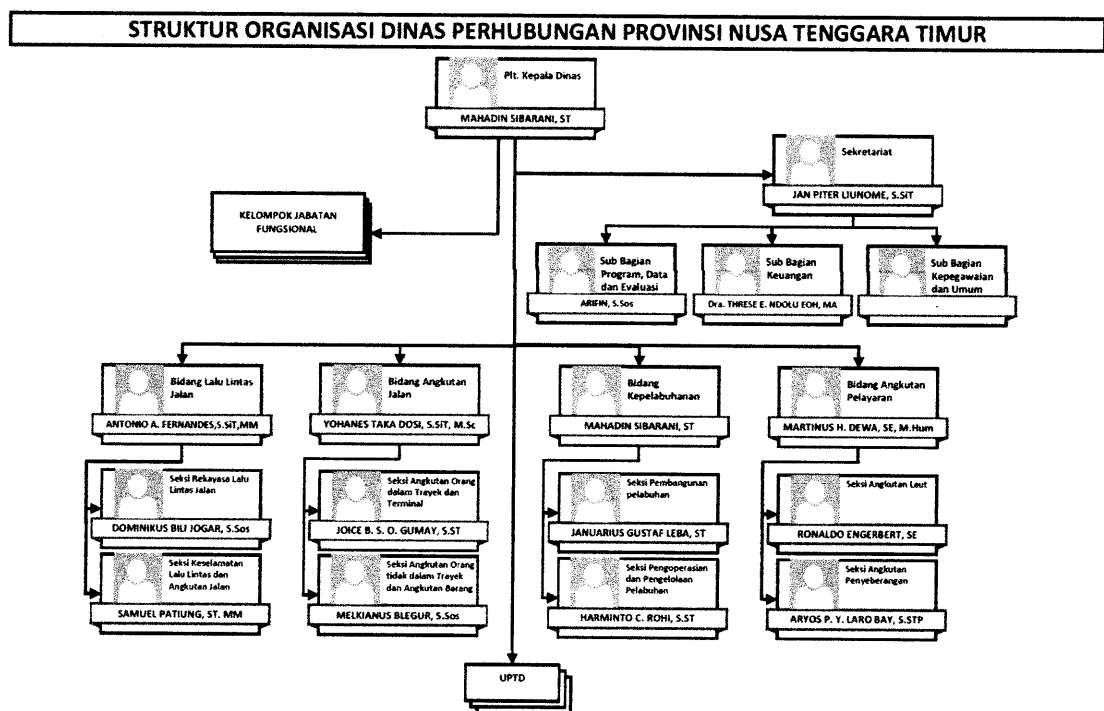 STRUKTUR ORGANISASI DINAS PERHUBUNGAN PROVINSI NUSA TENGGARA TIMUR
Plt. Kepala Dinas
MAHADIN SIBARANI, ST
Sekretariat
JAN PITER LIUNOME, S.SiT
KELOMPOK JABATAN
FUNGSIONAL
Sub Bagian
Program, Data
dan Evaluasi
ARIFIN, S.Sos
Sub Bagian
Keuangan
Dra. THRESE E. NDOLU EOH, MA
Sub Bagian
Kepegawaian
dan Umum
-
Bidang Lalu Lintas
Jalan
ANTONIO A. FERNANDES,S.SiT,MM
Bidang Angkutan
Jalan
YOHANES TAKA DOSI, S.SiT, M.Sc
Bidang
Kepelabuhanan
MAHADIN SIBARANI, ST
Bidang Angkutan
Pelayaran
MARTINUS H. DEWA, SE, M.Hum
Seksi Rekayasa Lalu
Lintas Jalan
DOMINIKUS BILI JOGAR, S.Sos
Seksi Angkutan Orang
dalam Trayek dan
Terminal
JOICE B. S. O. GUMAY, S.ST
Seksi Pembangunan
pelabuhan
JANUARIUS GUSTAF LEBA, ST
Seksi Angkutan Laut
RONALDO ENGERBERT, SE
Seksi Keselamatan
Lalu Lintas dan
Angkutan Jalan
SAMUEL PATIUNG, ST. MM
Seksi Angkutan Orang
tidak dalam Trayek
dan Angkutan Barang
MELKIANUS BLEGUR, S.Sos
Seksi Pengoperasian
dan Pengelolaan
Pelabuhan
HARMINTO C. ROHI, S.ST
Seksi Angkutan
Penyeberangan
ARYOS P. Y. LARO BAY, S.STP
UPTD